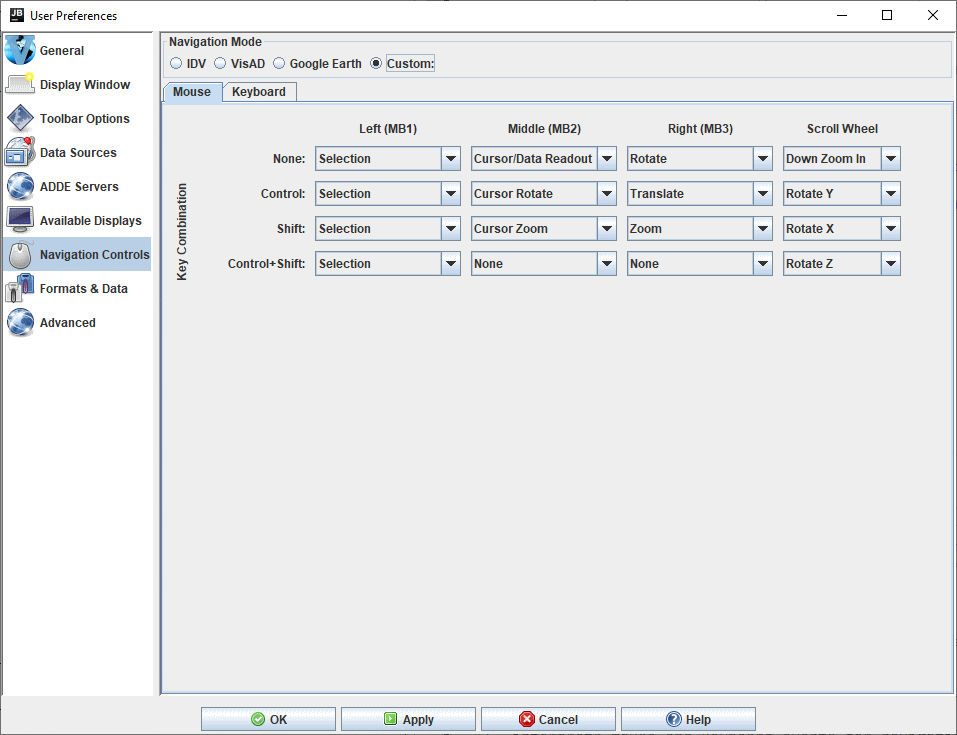 JB User Preferences
General
Display Window
Toolbar Options
Data Sources
ADDE Servers
Available Displays
Navigation Controls
Formats & Data
Advanced
Navigation Mode
IDV VisAD Google Earth Custom:
Mouse Keyboard
Left (MB1) Middle (MB2) Right (MB3) Scroll Wheel
Key Combination
None: Selection Cursor/Data Readout Rotate Down Zoom In
Control: Selection Cursor Rotate Translate Rotate Y
Shift: Selection Cursor Zoom Zoom Rotate X
Control+Shift: Selection None None Rotate Z
OK Apply Cancel Help